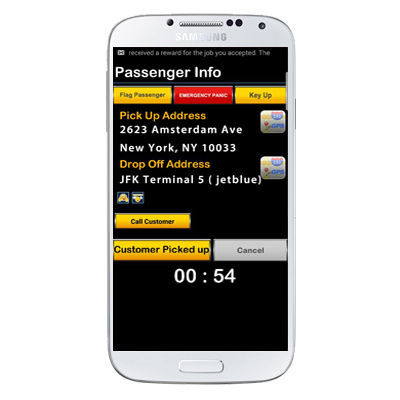 SAMSUNG
received a reward for the job you accepted. The
Passenger Info
Flag Passenger
EMERGENCY PANIC
Key Up
Pick Up Address
2623 Amsterdam Ave
New York, NY 10033
GPS
Drop Off Address
JFK Terminal 5 ( jetblue)
GPS
Call Customer
Customer Picked up
Cancel
00 : 54